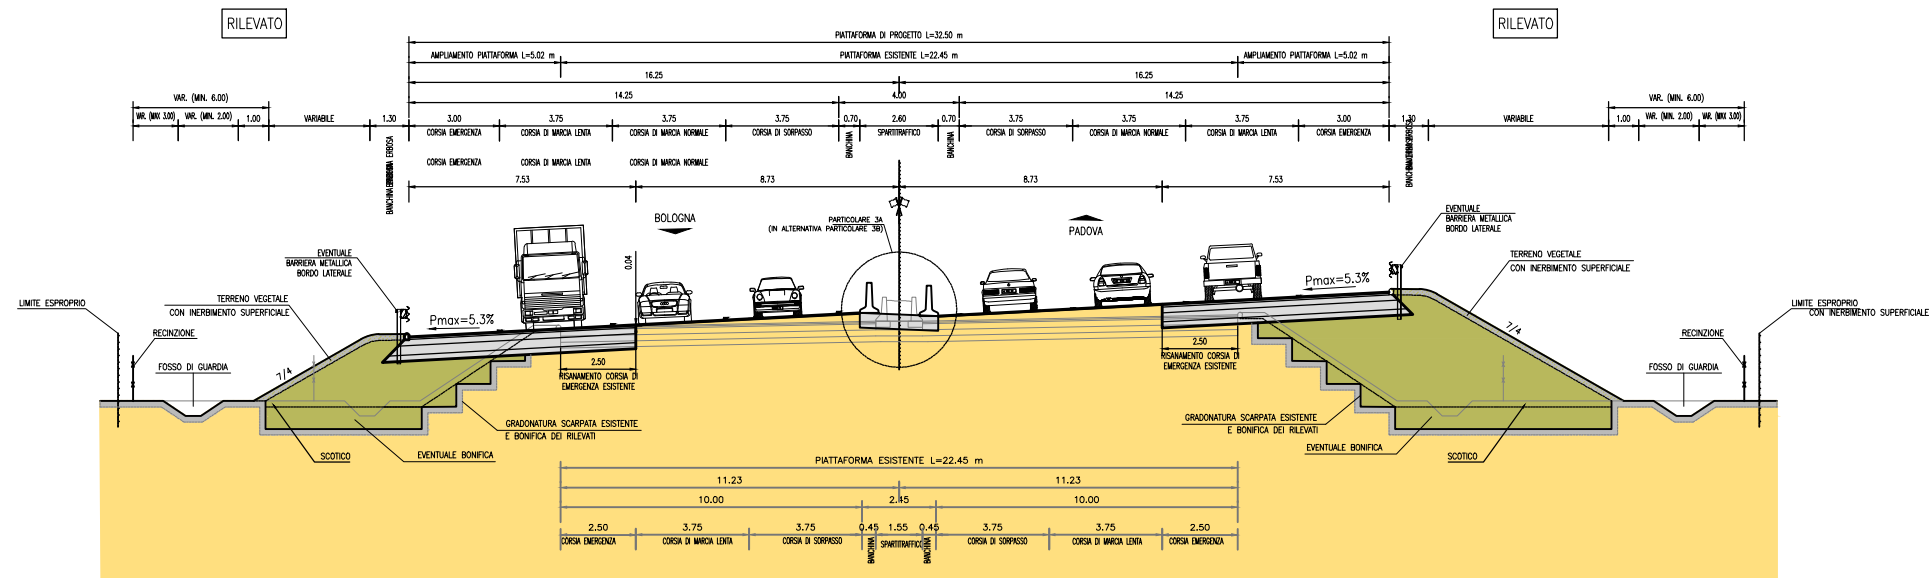 RILEVATO
RILEVATO
PIATTAFORMA DI PROGETTO L=32.50 m
AMPLIAMENTO PIATTAFORMA L=5.02 m
PIATTAFORMA ESISTENTE L=22.45 m
AMPLIAMENTO PIATTAFORMA L=5.02 m
16.25
16.25
VAR. (MIN. 6.00)
14.25
4.00
14.25
VAR. (MIN. 6.00)
VAR. (MAX 3.00)
VAR. (MIN. 2.00)
1.00
VARIABILE
1.30
3.00
3.75
3.75
3.75
0.70
2.60
0.70
3.75
3.75
3.75
3.00
1.30
VARIABILE
1.00
VAR. (MIN. 2.00)
VAR. (MAX 3.00)
CORSIA EMERGENZA
CORSIA DI MARCIA LENTA
CORSIA DI MARCIA NORMALE
CORSIA DI SORPASSO
BANCHINA
SPARTITRAFFICO
BANCHINA
CORSIA DI SORPASSO
CORSIA DI MARCIA NORMALE
CORSIA DI MARCIA LENTA
CORSIA EMERGENZA
CORSIA EMERGENZA
CORSIA DI MARCIA LENTA
CORSIA DI MARCIA NORMALE
7.53
8.73
8.73
7.53
BOLOGNA
PADOVA
PARTICOLARE 3A
(IN ALTERNATIVA PARTICOLARE 3B)
EVENTUALE
BARRIERA METALLICA
BORDO LATERALE
EVENTUALE
BARRIERA METALLICA
BORDO LATERALE
0.04
TERRENO VEGETALE
CON INERBIMENTO SUPERFICIALE
TERRENO VEGETALE
CON INERBIMENTO SUPERFICIALE
Pmax=5.3%
Pmax=5.3%
LIMITE ESPROPRIO
LIMITE ESPROPRIO
CON INERBIMENTO SUPERFICIALE
RECINZIONE
RECINZIONE
7/4
7/4
FOSSO DI GUARDIA
FOSSO DI GUARDIA
2.50
RISANAMENTO CORSIA DI
EMERGENZA ESISTENTE
2.50
RISANAMENTO CORSIA DI
EMERGENZA ESISTENTE
GRADONATURA SCARPATA ESISTENTE
E BONIFICA DEI RILEVATI
GRADONATURA SCARPATA ESISTENTE
E BONIFICA DEI RILEVATI
SCOTICO
EVENTUALE BONIFICA
EVENTUALE BONIFICA
SCOTICO
PIATTAFORMA ESISTENTE L=22.45 m
11.23
11.23
10.00
2.45
10.00
2.50
3.75
3.75
0.45
1.55
0.45
3.75
3.75
2.50
CORSIA EMERGENZA
CORSIA DI MARCIA LENTA
CORSIA DI SORPASSO
BANCHINA
SPARTITRAFFICO
BANCHINA
CORSIA DI SORPASSO
CORSIA DI MARCIA LENTA
CORSIA EMERGENZA